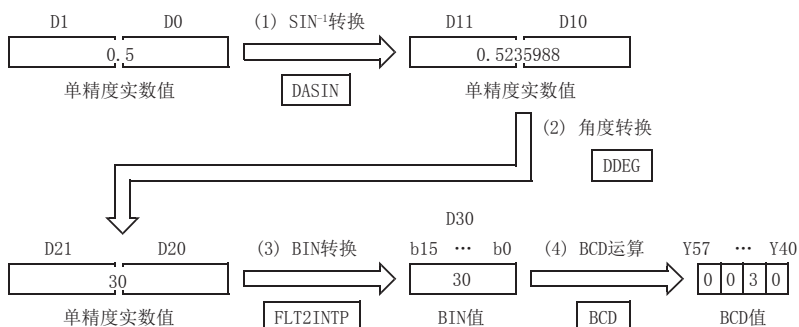 D1 D0 (1) SIN⁻¹转换 D11 D10
0.5 0.5235988
单精度实数值 DASIN 单精度实数值
(2) 角度转换
DDEG
D30
D21 D20 (3) BIN转换 b15 … b0 (4) BCD运算 Y57 … Y40
30 30 0 0 3 0
单精度实数值 FLT2INTP BIN值 BCD BCD值